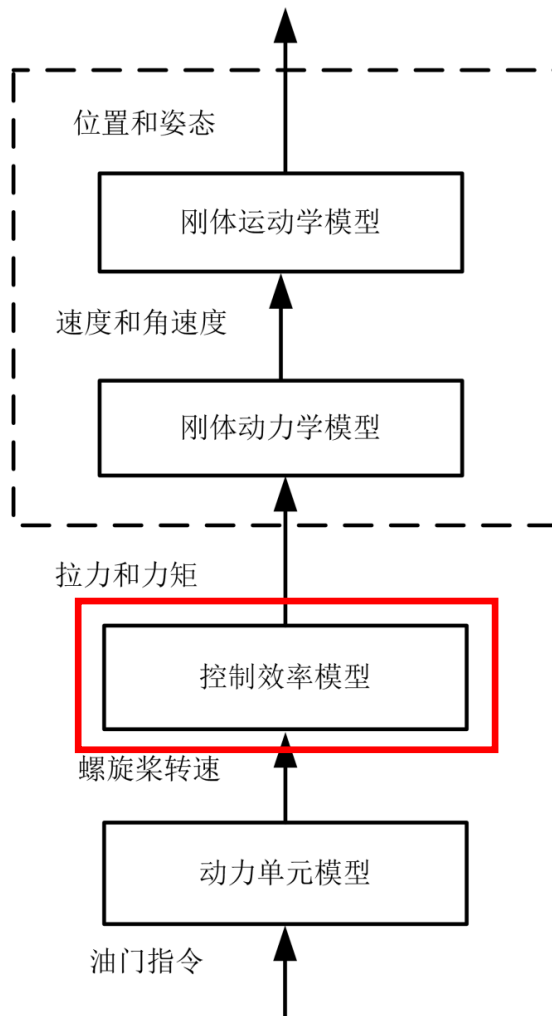 位置和姿态
刚体运动学模型
速度和角速度
刚体动力学模型
拉力和力矩
控制效率模型
螺旋桨转速
动力单元模型
油门指令